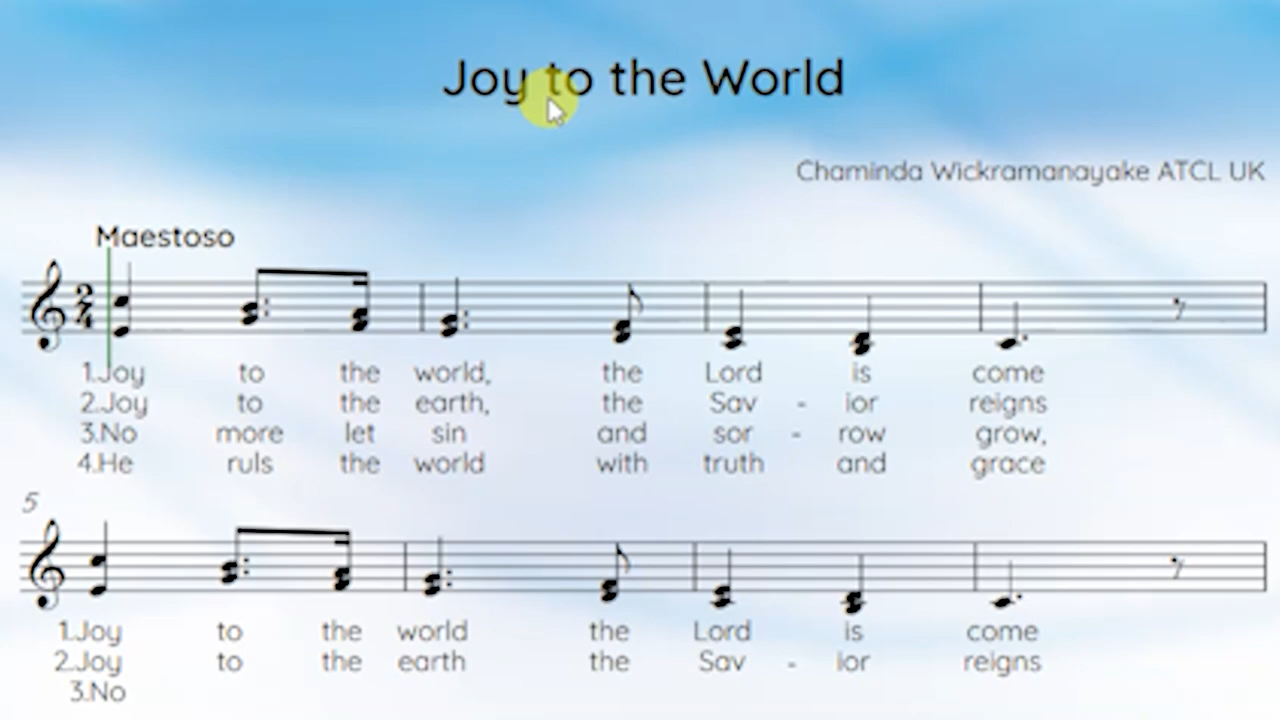 Joy to the World
Chaminda Wickramanayake ATCL UK
Maestoso
2
4
1.Joy to the world, the Lord is come
2.Joy to the earth, the Sav - ior reigns
3.No more let sin and sor - row grow,
4.He ruls the world with truth and grace
5
1.Joy to the world the Lord is come
2.Joy to the earth the Sav - ior reigns
3.No